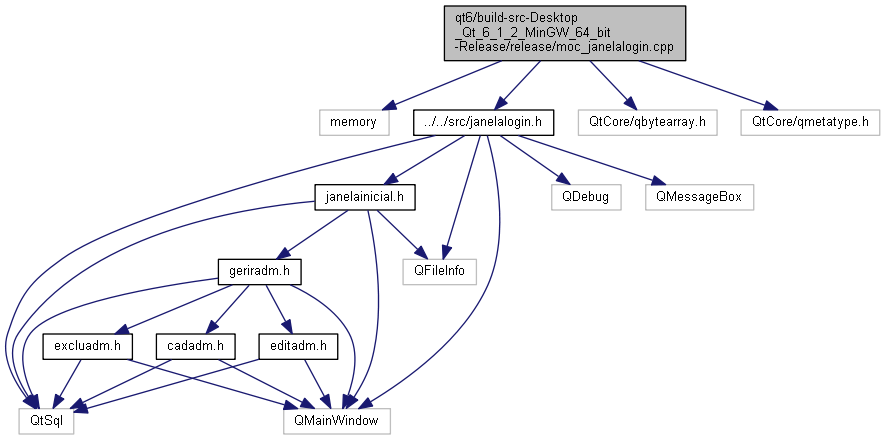 qt6/build-src-Desktop
_Qt_6_1_2_MinGW_64_bit
-Release/release/moc_janelalogin.cpp
memory
../../src/janelalogin.h
QtCore/qbytearray.h
QtCore/qmetatype.h
janelainicial.h
QDebug
QMessageBox
geriradm.h
QFileInfo
excluadm.h
cadadm.h
editadm.h
QtSql
QMainWindow